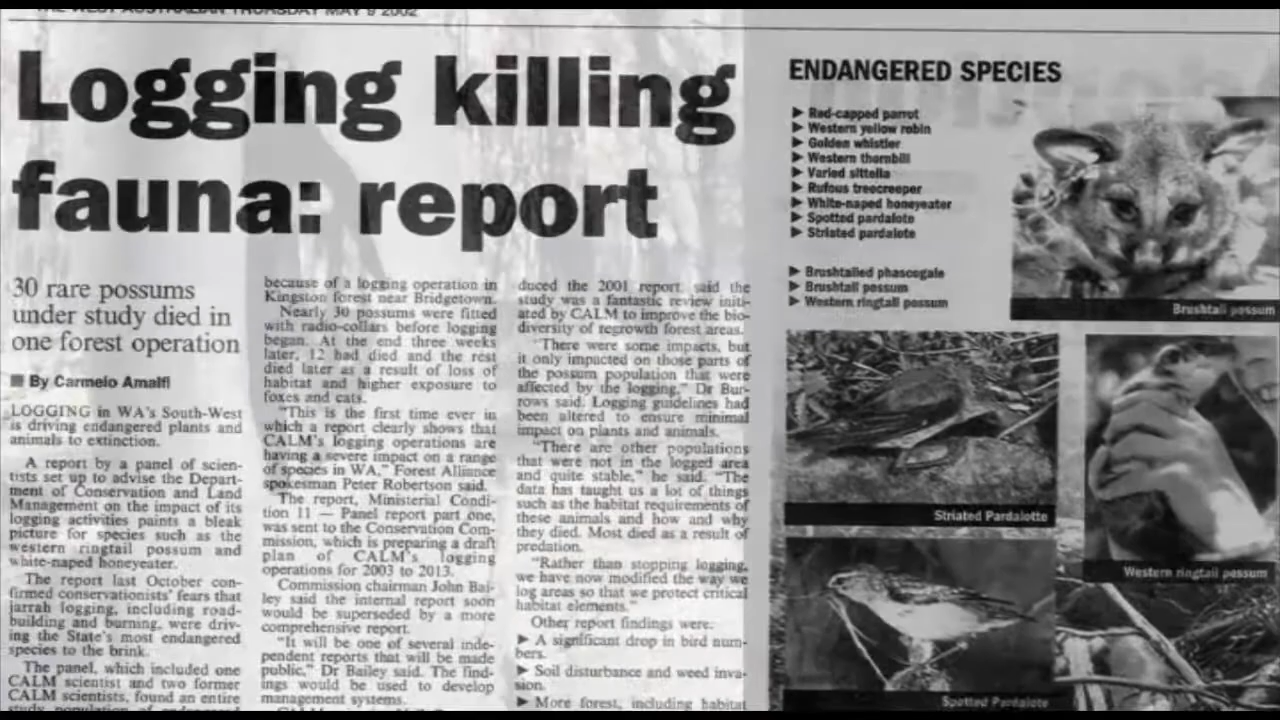 THE WEST AUSTRALIAN THURSDAY MAY 9 2002
Logging killing
fauna: report
30 rare possums
under study died in
one forest operation
■ By Carmelo Amalfi
LOGGING in WA's South-West
is driving endangered plants and
animals to extinction.
A report by a panel of scien-
tists set up to advise the Depart-
ment of Conservation and Land
Management on the impact of its
logging activities paints a bleak
picture for species such as the
western ringtail possum and
white-naped honeyeater.
The report last October con-
firmed conservationists' fears that
jarrah logging, including road-
building and burning, were driv-
ing the State's most endangered
species to the brink.
The panel, which included one
CALM scientist and two former
CALM scientists, found an entire
study population of endangered
because of a logging operation in
Kingston forest near Bridgetown.
Nearly 30 possums were fitted
with radio-collars before logging
began. At the end three weeks
later, 12 had died and the rest
died later as a result of loss of
habitat and higher exposure to
foxes and cats.
"This is the first time ever in
which a report clearly shows that
CALM's logging operations are
having a severe impact on a range
of species in WA," Forest Alliance
spokesman Peter Robertson said.
The report, Ministerial Condi-
tion 11 — Panel report part one,
was sent to the Conservation Com-
mission, which is preparing a draft
plan of CALM's logging
operations for 2003 to 2013.
Commission chairman John Bai-
ley said the internal report soon
would be superseded by a more
comprehensive report.
"It will be one of several inde-
pendent reports that will be made
public," Dr Bailey said. The find-
ings would be used to develop
management systems.
duced the 2001 report, said the
study was a fantastic review initi-
ated by CALM to improve the bio-
diversity of regrowth forest areas.
"There were some impacts, but
it only impacted on those parts of
the possum population that were
affected by the logging," Dr Bur-
rows said. Logging guidelines had
been altered to ensure minimal
impact on plants and animals.
"There are other populations
that were not in the logged area
and quite stable," he said. "The
data has taught us a lot of things
such as the habitat requirements of
these animals and how and why
they died. Most died as a result of
predation.
"Rather than stopping logging,
we have now modified the way we
log areas so that we protect critical
habitat elements."
Other report findings were:
▶ A significant drop in bird num-
bers.
▶ Soil disturbance and weed inva-
sion.
▶ More forest, including habitat
ENDANGERED SPECIES
▶ Red-capped parrot
▶ Western yellow robin
▶ Golden whistler
▶ Western thornbill
▶ Varied sittella
▶ Rufous treecreeper
▶ White-naped honeyeater
▶ Spotted pardalote
▶ Striated pardalote
▶ Brushtailed phascogale
▶ Brushtail possum
▶ Western ringtail possum
Brushtail possum
Striated Pardalotte
Western ringtail possum
Spotted Pardalote